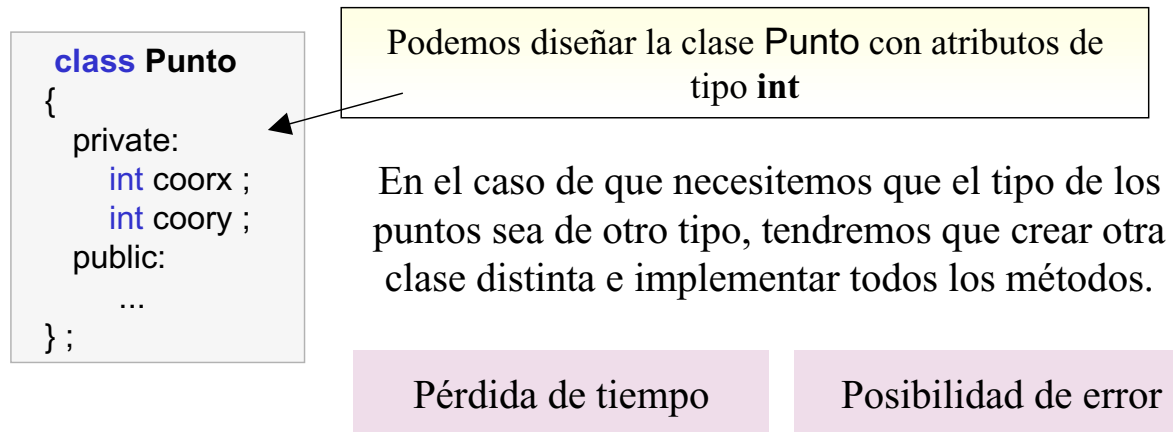 class Punto
{
private:
int coorx ;
int coory ;
public:
...
} ;
Podemos diseñar la clase Punto con atributos de
tipo int
En el caso de que necesitemos que el tipo de los
puntos sea de otro tipo, tendremos que crear otra
clase distinta e implementar todos los métodos.
Pérdida de tiempo
Posibilidad de error